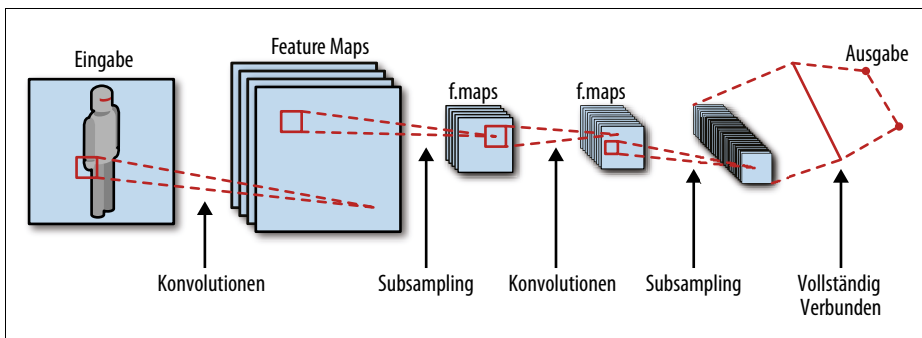 Eingabe
Feature Maps
f.maps
f.maps
Ausgabe
Konvolutionen
Subsampling
Konvolutionen
Subsampling
Vollständig
Verbunden